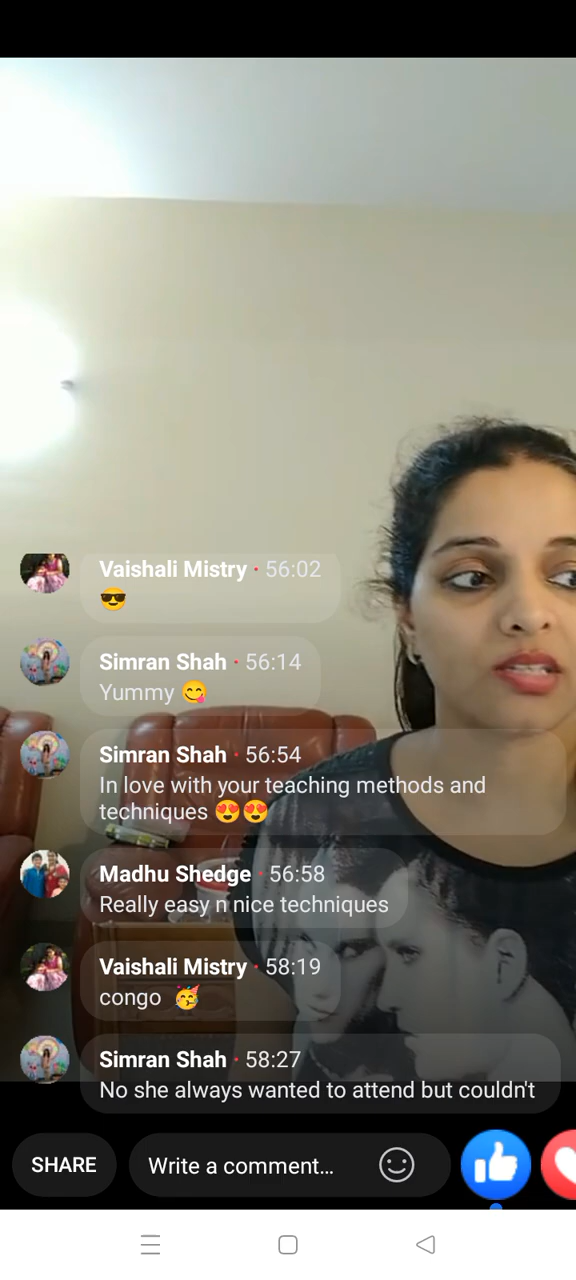 Vaishali Mistry · 56:02
😎
Simran Shah · 56:14
Yummy 😋
Simran Shah · 56:54
In love with your teaching methods and
techniques 😍😍
Madhu Shedge · 56:58
Really easy n nice techniques
Vaishali Mistry · 58:19
congo 🥳
Simran Shah · 58:27
No she always wanted to attend but couldn't
SHARE
Write a comment...